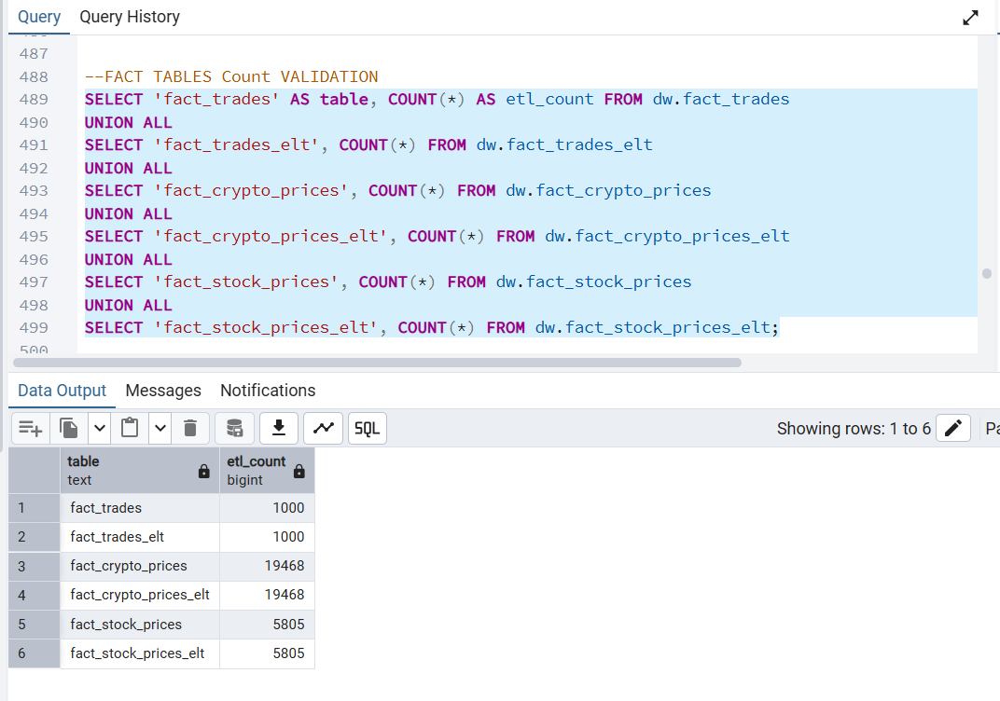 Query Query History
487
488 --FACT TABLES Count VALIDATION
489 SELECT 'fact_trades' AS table, COUNT(*) AS etl_count FROM dw.fact_trades
490 UNION ALL
491 SELECT 'fact_trades_elt', COUNT(*) FROM dw.fact_trades_elt
492 UNION ALL
493 SELECT 'fact_crypto_prices', COUNT(*) FROM dw.fact_crypto_prices
494 UNION ALL
495 SELECT 'fact_crypto_prices_elt', COUNT(*) FROM dw.fact_crypto_prices_elt
496 UNION ALL
497 SELECT 'fact_stock_prices', COUNT(*) FROM dw.fact_stock_prices
498 UNION ALL
499 SELECT 'fact_stock_prices_elt', COUNT(*) FROM dw.fact_stock_prices_elt;
500
Data Output Messages Notifications
SQL Showing rows: 1 to 6 Pa
table etl_count
text bigint
1 fact_trades 1000
2 fact_trades_elt 1000
3 fact_crypto_prices 19468
4 fact_crypto_prices_elt 19468
5 fact_stock_prices 5805
6 fact_stock_prices_elt 5805